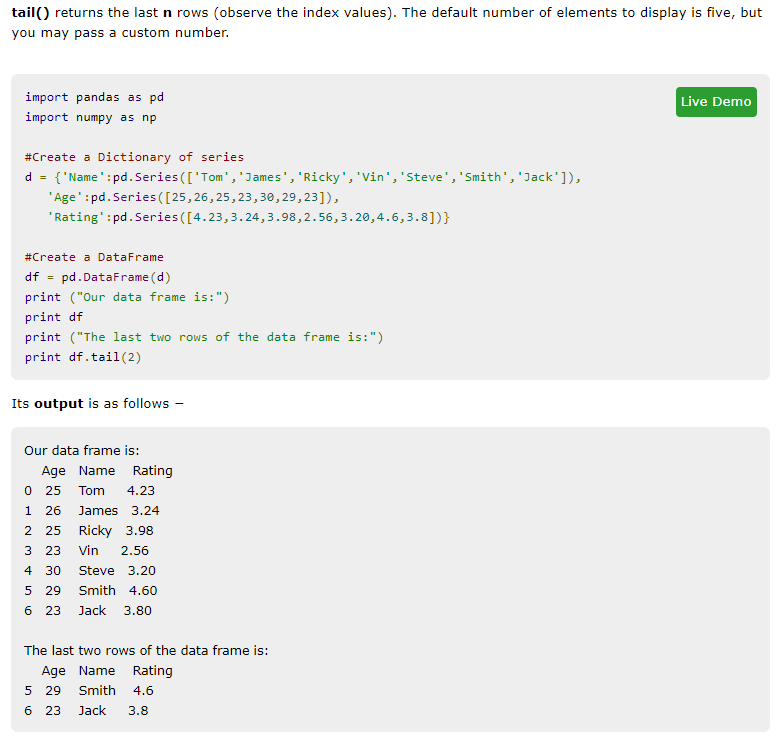 tail() returns the last n rows (observe the index values). The default number of elements to display is five, but
you may pass a custom number.
import pandas as pd
Live Demo
import numpy as np
#Create a Dictionary of series
d = {'Name':pd.Series(['Tom','James','Ricky','Vin','Steve','Smith','Jack']),
'Age':pd.Series([25,26,25,23,30,29,23]),
'Rating':pd.Series([4.23,3.24,3.98,2.56,3.20,4.6,3.8])}
#Create a DataFrame
df = pd.DataFrame(d)
print ("Our data frame is:")
print df
print ("The last two rows of the data frame is:")
print df.tail(2)
Its output is as follows −
Our data frame is:
Age Name Rating
0 25 Tom 4.23
1 26 James 3.24
2 25 Ricky 3.98
3 23 Vin 2.56
4 30 Steve 3.20
5 29 Smith 4.60
6 23 Jack 3.80
The last two rows of the data frame is:
Age Name Rating
5 29 Smith 4.6
6 23 Jack 3.8